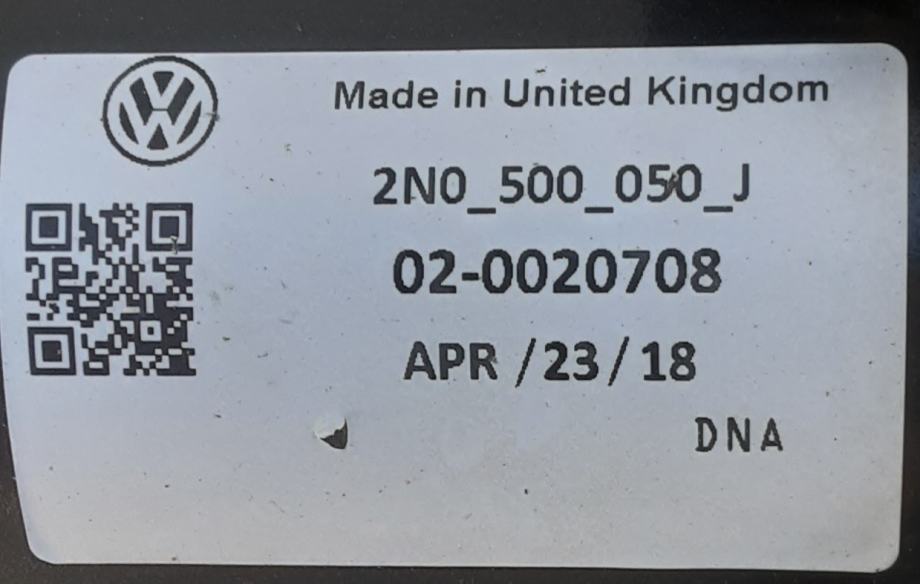 Made in United Kingdom
2N0_500_050_J
02-0020708
APR /23/18
DNA